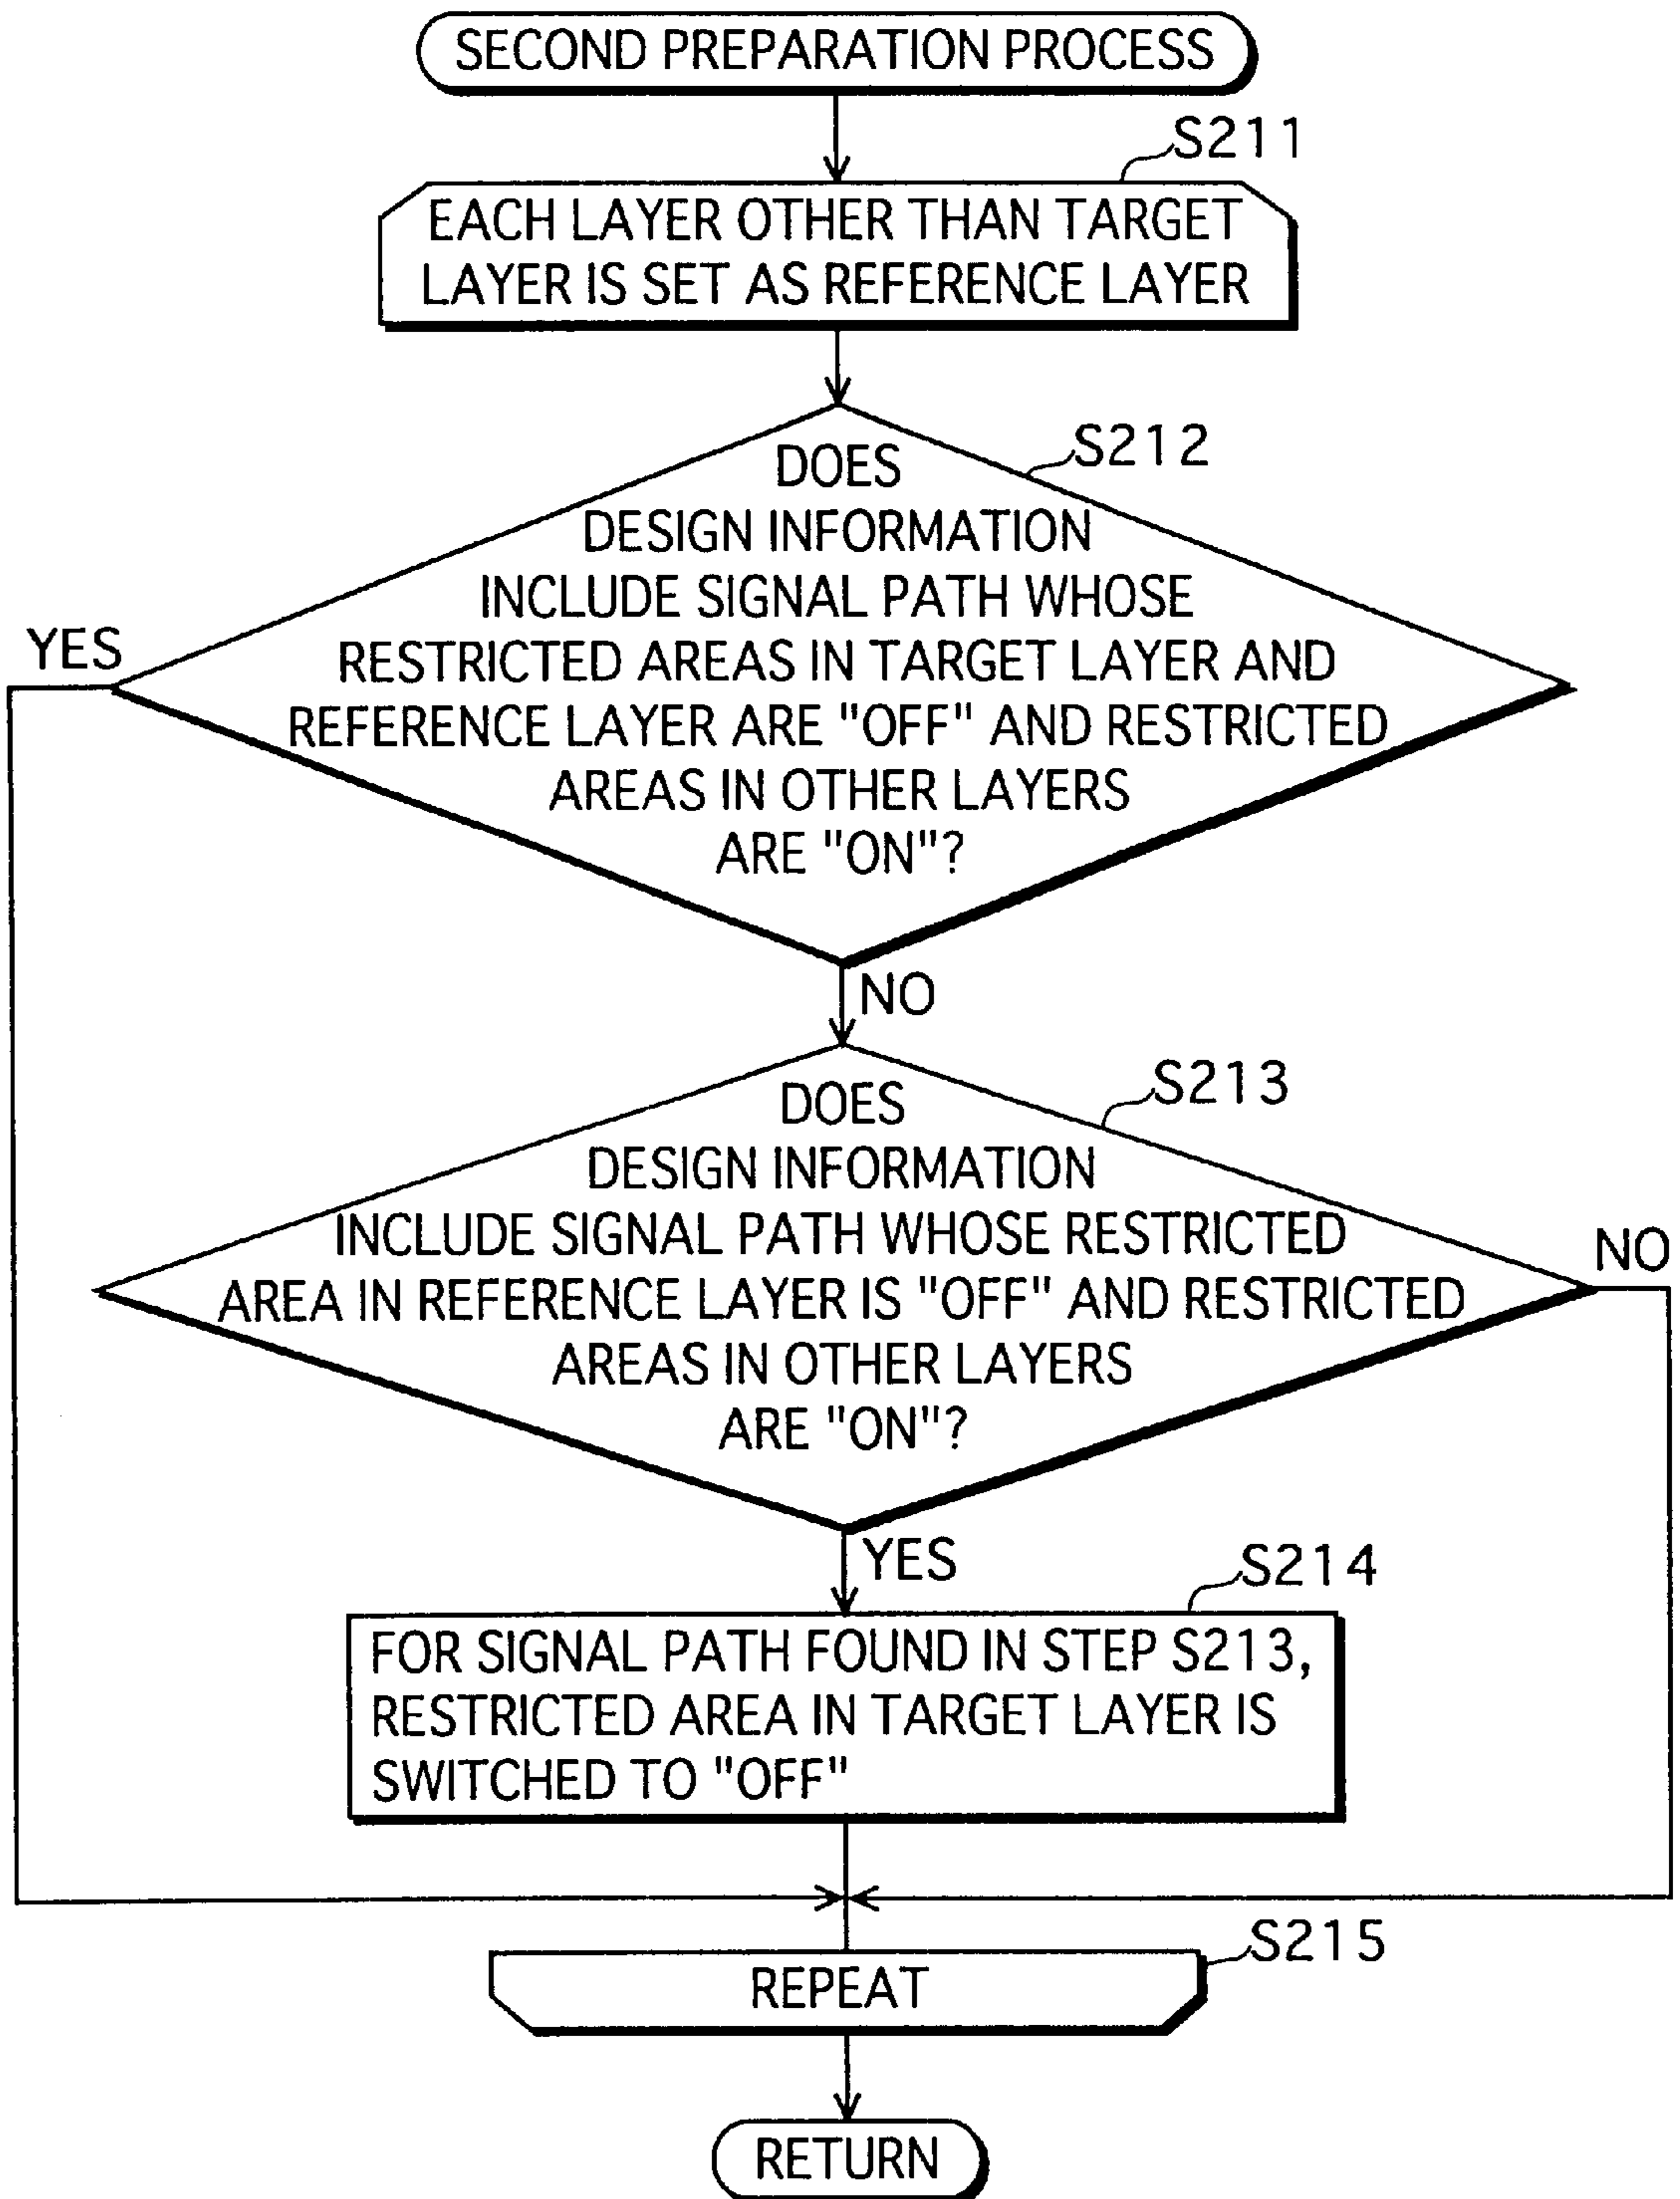 SECOND PREPARATION PROCESS
S211
EACH LAYER OTHER THAN TARGET
LAYER IS SET AS REFERENCE LAYER
S212
DOES
DESIGN INFORMATION
INCLUDE SIGNAL PATH WHOSE
YES
RESTRICTED AREAS IN TARGET LAYER AND
REFERENCE LAYER ARE "OFF" AND RESTRICTED
AREAS IN OTHER LAYERS
ARE "ON"?
NO
S213
DOES
DESIGN INFORMATION
INCLUDE SIGNAL PATH WHOSE RESTRICTED
NO
AREA IN REFERENCE LAYER IS "OFF" AND RESTRICTED
AREAS IN OTHER LAYERS
ARE "ON"?
YES
S214
FOR SIGNAL PATH FOUND IN STEP S213,
RESTRICTED AREA IN TARGET LAYER IS
SWITCHED TO "OFF"
S215
REPEAT
RETURN